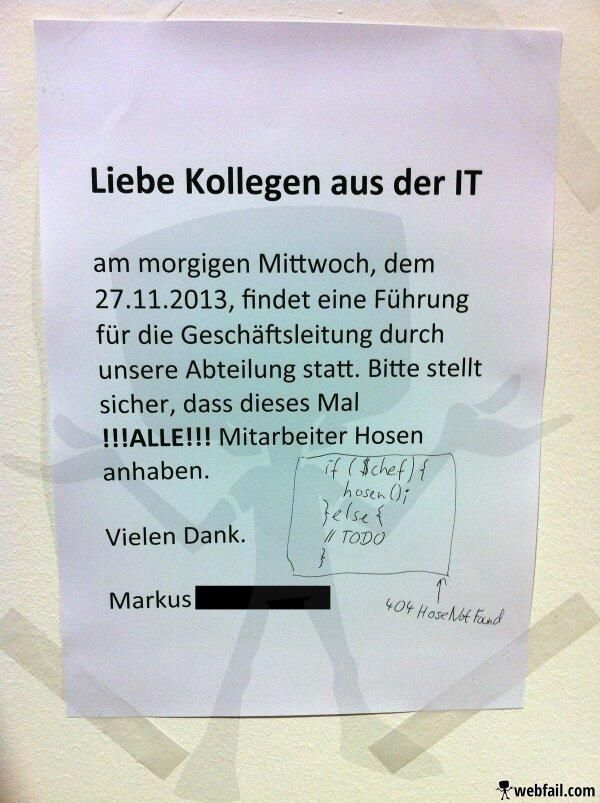 Liebe Kollegen aus der IT
am morgigen Mittwoch, dem
27.11.2013, findet eine Führung
für die Geschäftsleitung durch
unsere Abteilung statt. Bitte stellt
sicher, dass dieses Mal
!!!ALLE!!! Mitarbeiter Hosen
anhaben.
if ($chef) {
hosen();
}else{
// TODO
}
404 HoseNotFound
Vielen Dank.
Markus
webfail.com